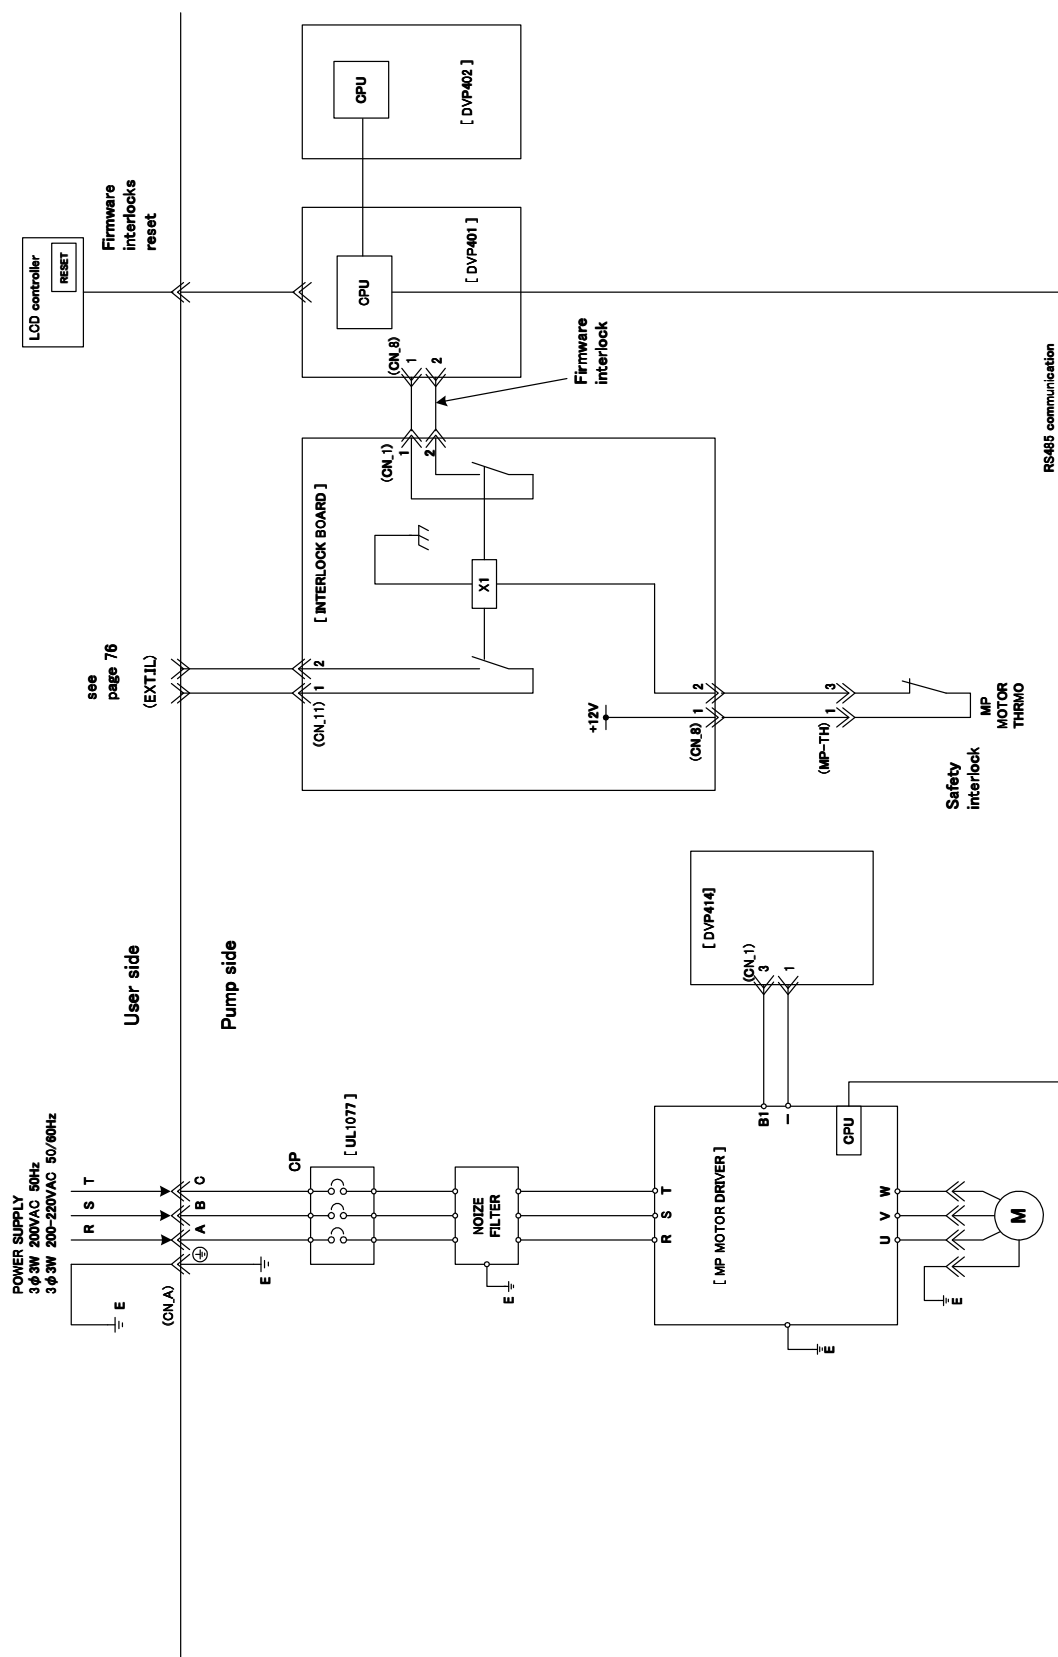 POWER SUPPLY
3φ3W 200VAC 50Hz
3φ3W 200-220VAC 50/60Hz
R
S
T
E
(CN_A)
A
B
C
E
User side
Pump side
CP
[ UL1077 ]
NOIZE
FILTER
E
R
S
T
[ MP MOTOR DRIVER ]
B1
I
CPU
U
V
W
E
E
M
[ DVP414]
(CN_1)
3
1
see
page 76
(EXT.IL)
(CN_11)
1
2
[ INTERLOCK BOARD ]
X1
+12V
(CN_8)
1
2
(MP-TH)
1
3
MP
MOTOR
THRMO
Safety
interlock
(CN_1)
1
2
(CN_8)
1
2
Firmware
interlock
LCD controller
RESET
Firmware
interlocks
reset
CPU
[ DVP401 ]
CPU
[ DVP402 ]
RS485 communication